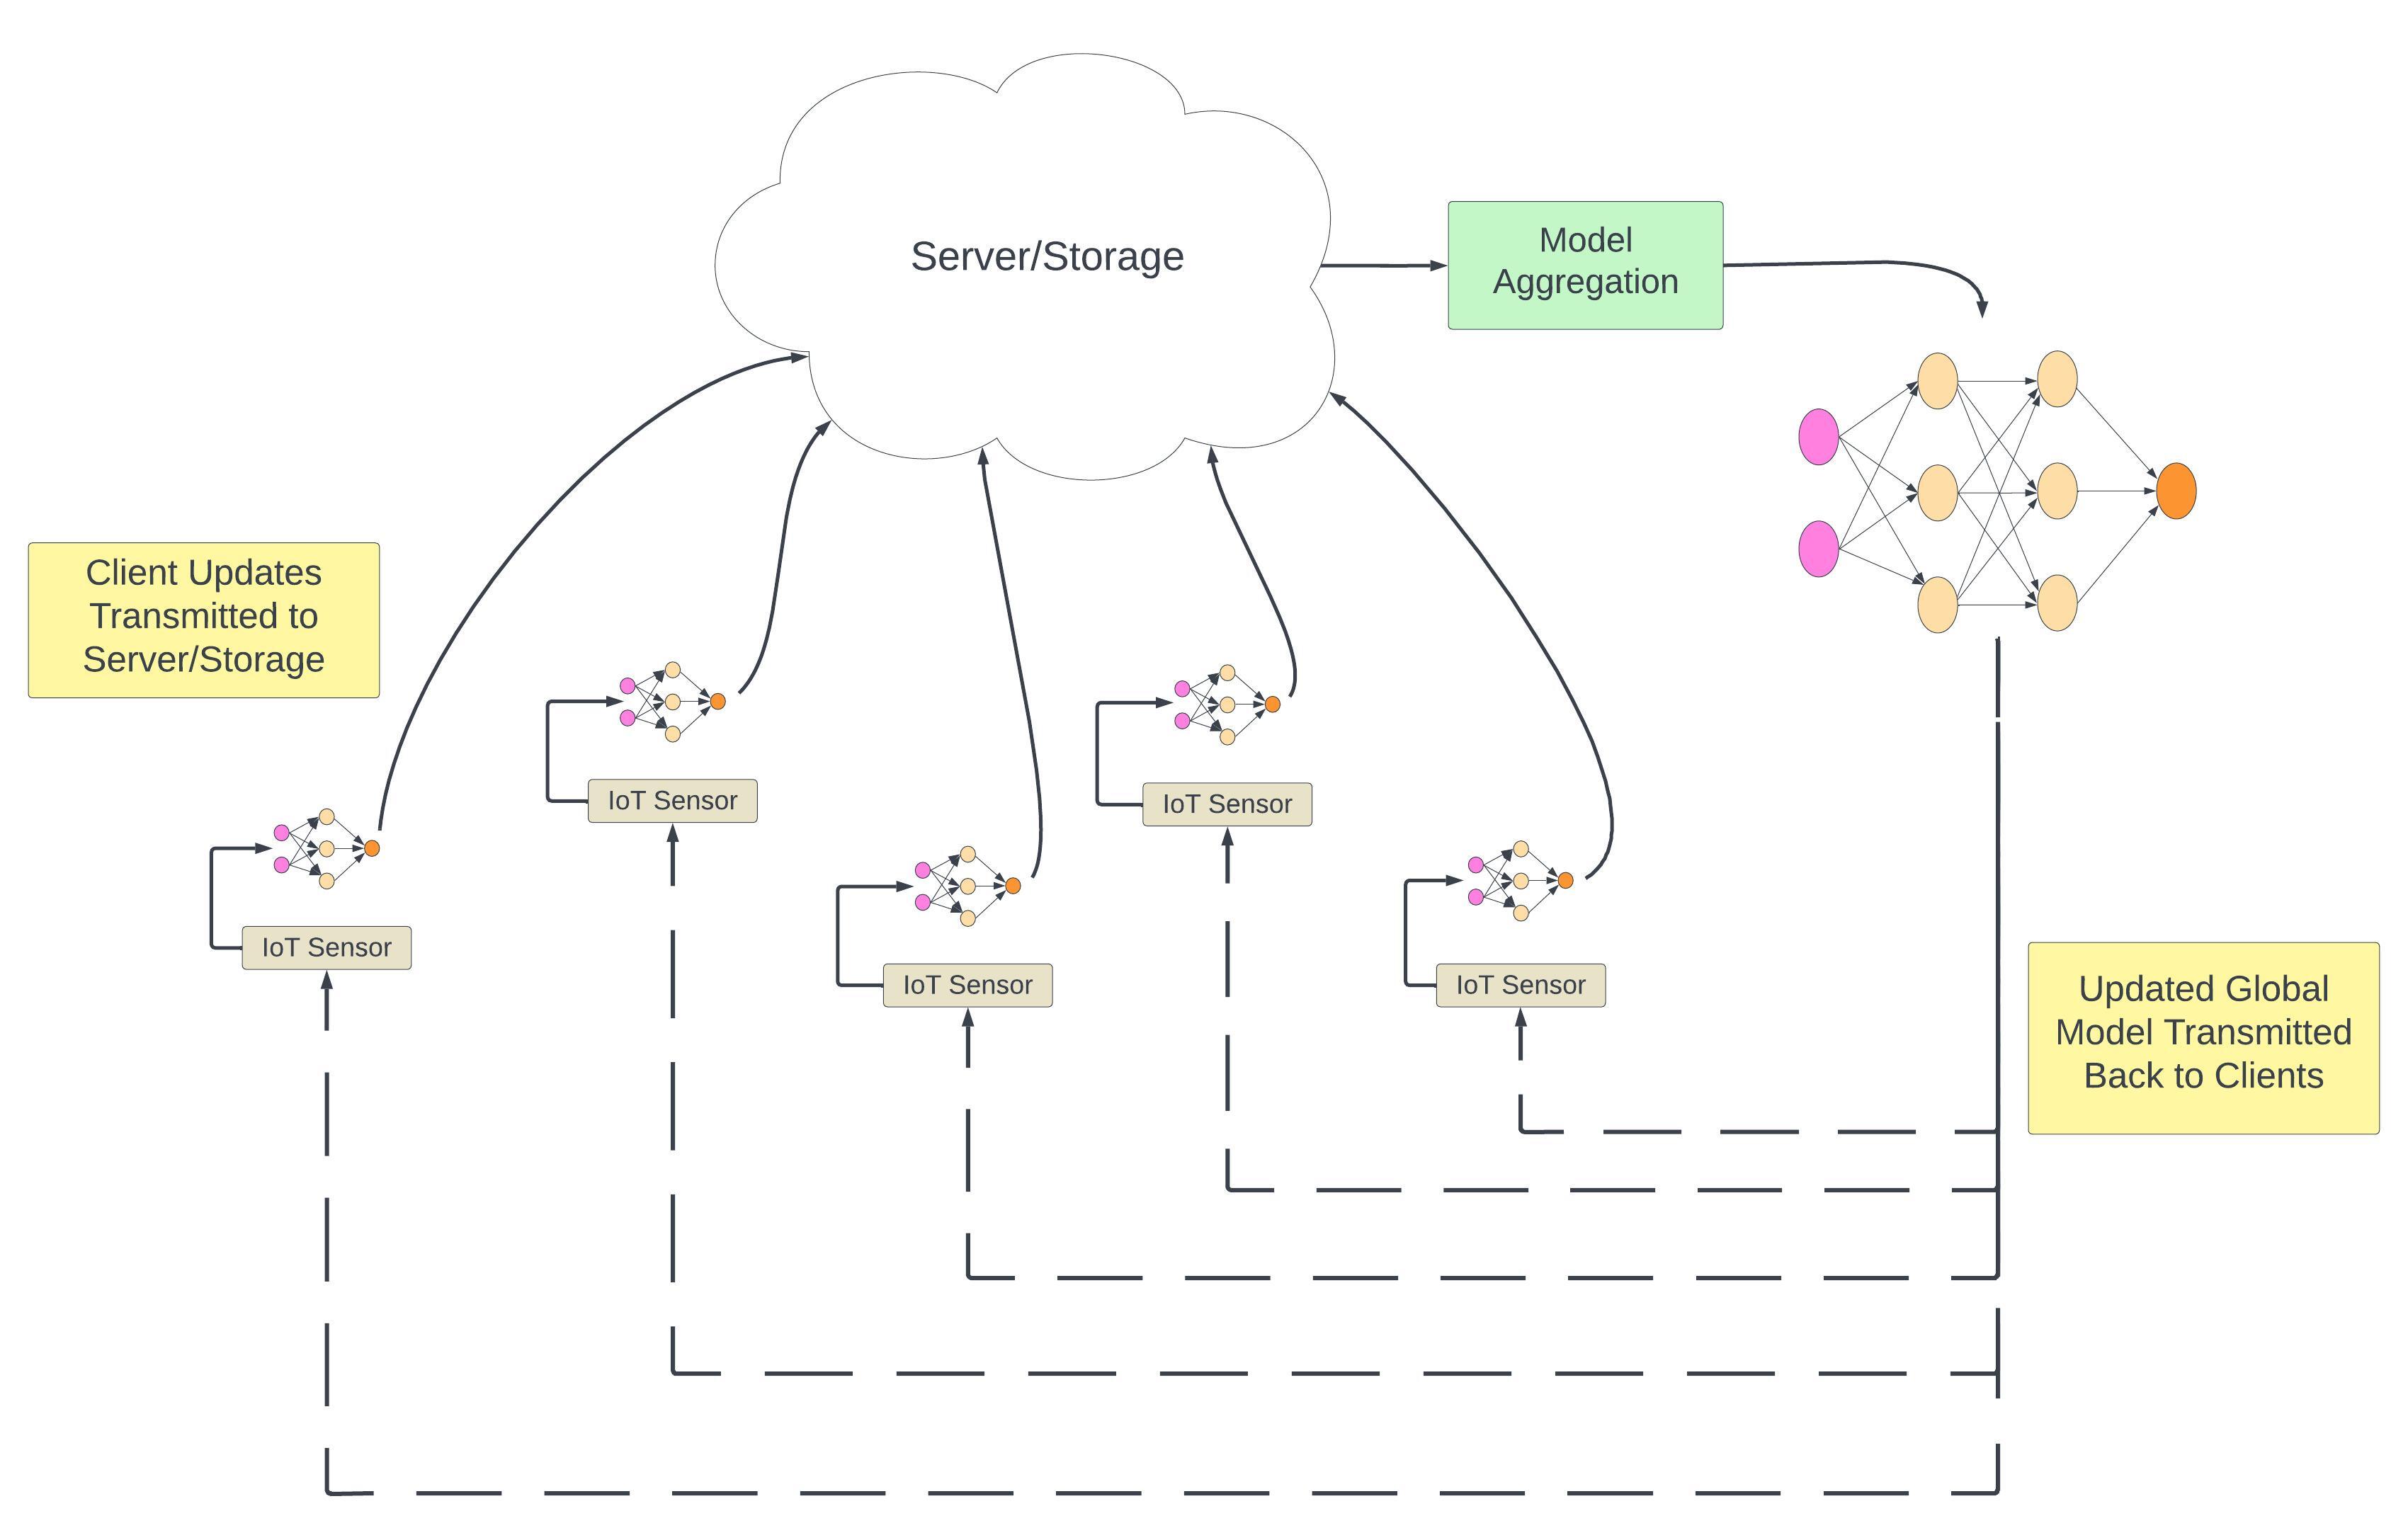 Server/Storage
Model
Aggregation
Client Updates
Transmitted to
Server/Storage
IoT Sensor
IoT Sensor
IoT Sensor
IoT Sensor
IoT Sensor
Updated Global
Model Transmitted
Back to Clients